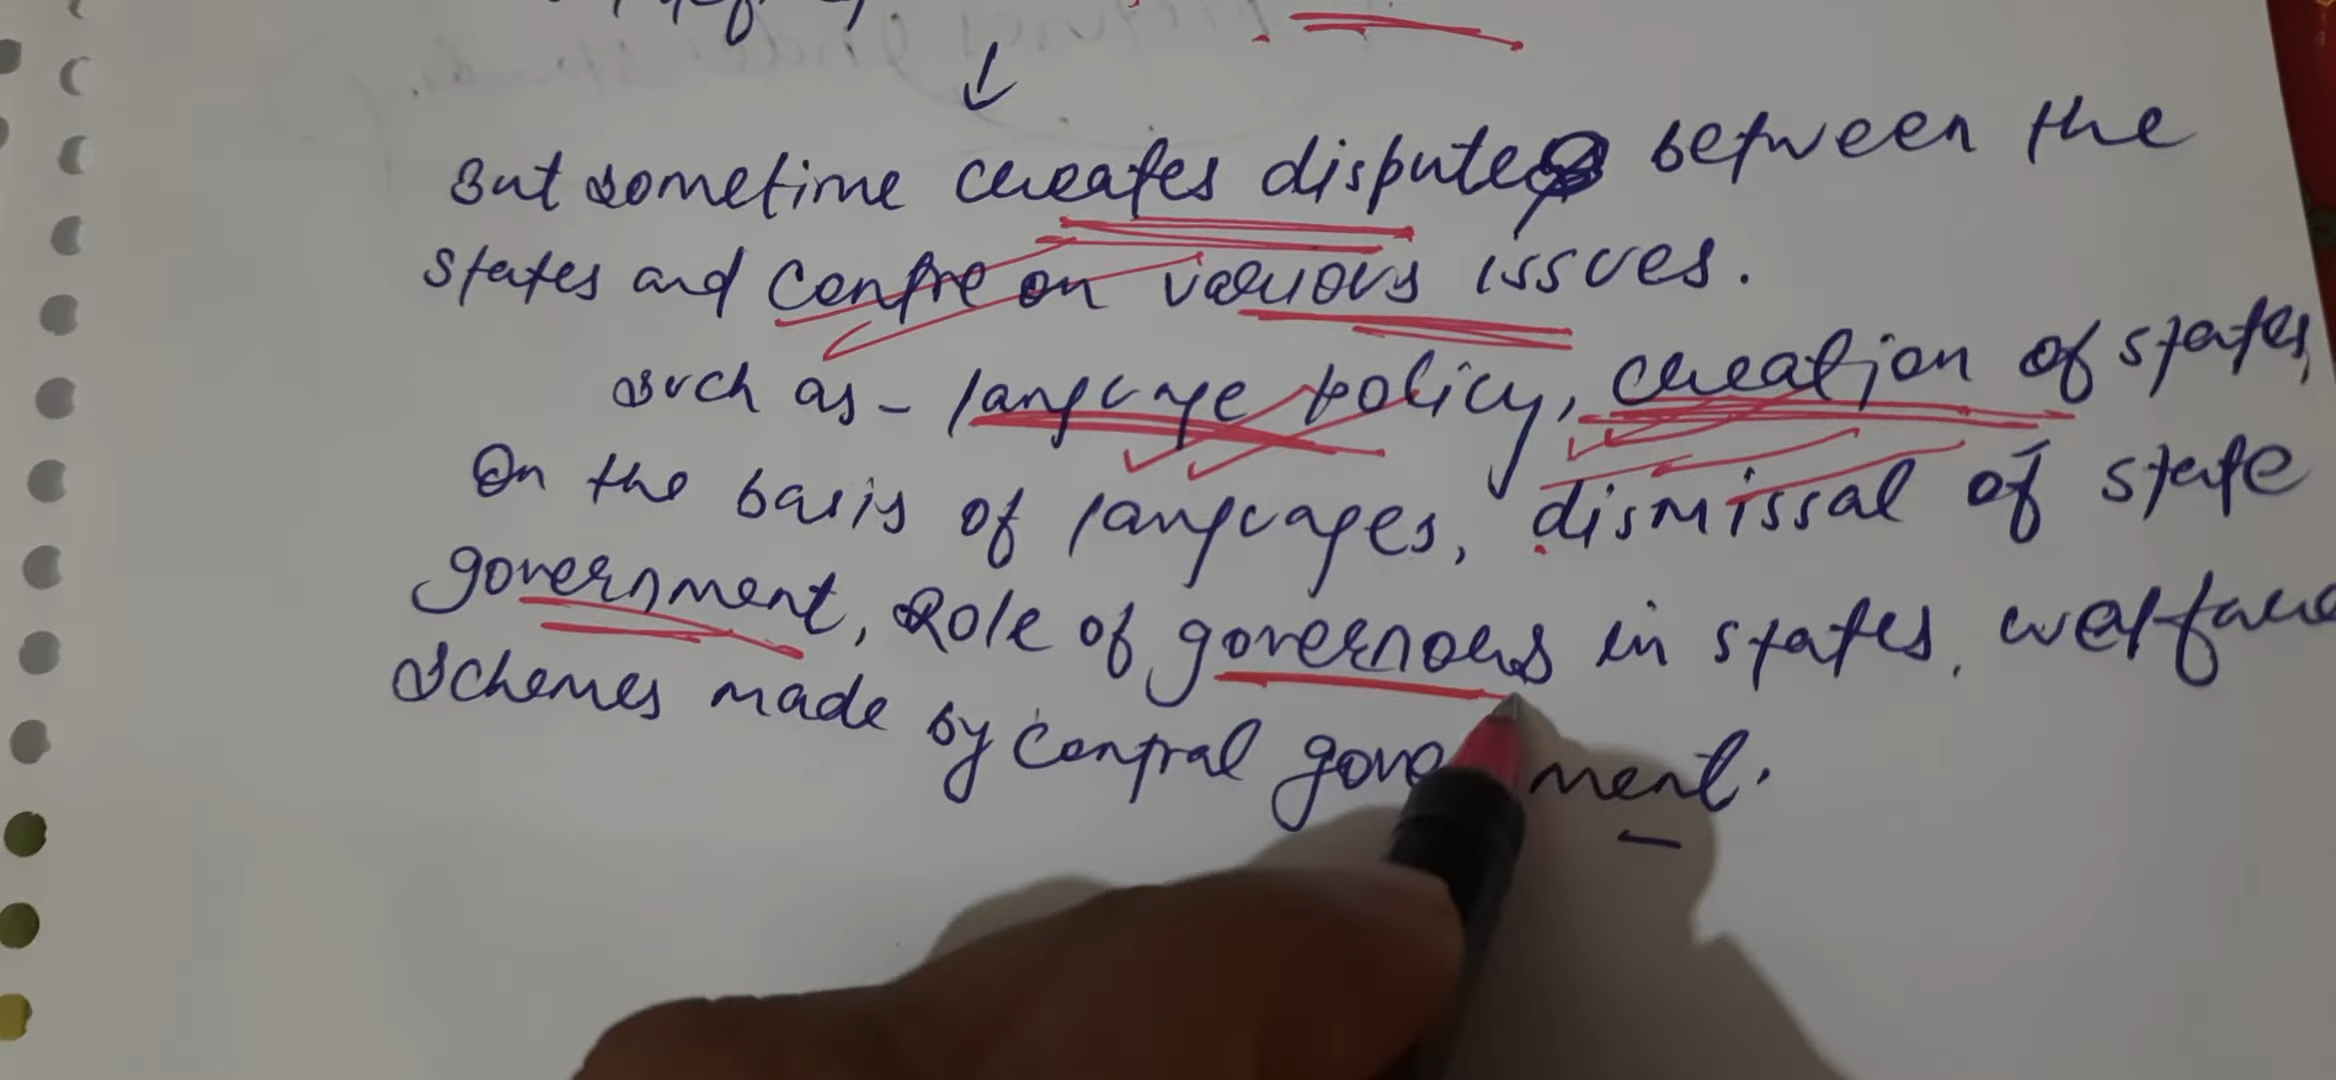 But sometime creates dispute between the
states and centre on various issues.
such as - language policy, creation of states,
On the basis of languages, dismissal of state
government, Role of governors in states, welfare
schemes made by central government.